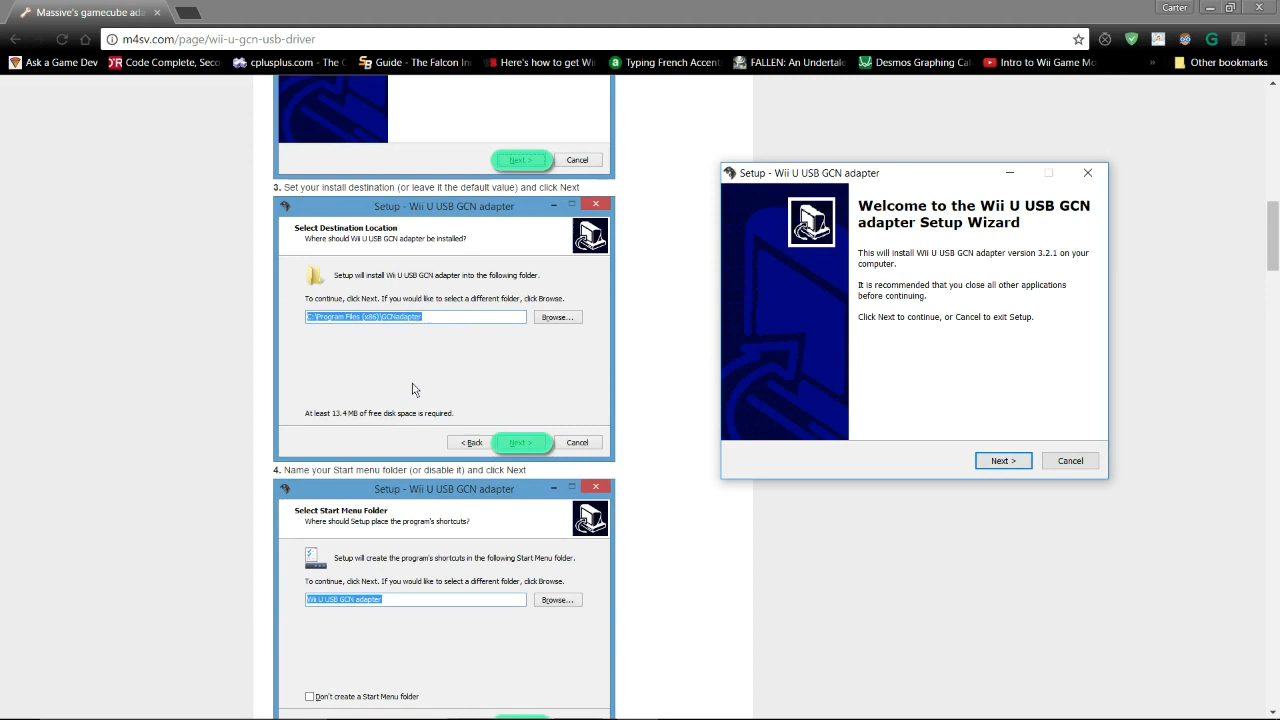 Massive's gamecube ada
Carter
m4sv.com/page/wii-u-gcn-usb-driver
Ask a Game Dev
Code Complete, Seco
cplusplus.com - The C
Guide - The Falcon In
Here's how to get Wi
Typing French Accent
FALLEN: An Undertale
Desmos Graphing Cal
Intro to Wii Game Mo
»
Other bookmarks
Next >
Cancel
3. Set your install destination (or leave it the default value) and click Next
Setup - Wii U USB GCN adapter
Select Destination Location
Where should Wii U USB GCN adapter be installed?
Setup will install Wii U USB GCN adapter into the following folder.
To continue, click Next. If you would like to select a different folder, click Browse.
C:\Program Files (x86)\GCNadapter
Browse...
At least 13.4 MB of free disk space is required.
< Back
Next >
Cancel
4. Name your Start menu folder (or disable it) and click Next
Setup - Wii U USB GCN adapter
Select Start Menu Folder
Where should Setup place the program's shortcuts?
Setup will create the program's shortcuts in the following Start Menu folder.
To continue, click Next. If you would like to select a different folder, click Browse.
Wii U USB GCN adapter
Browse...
Don't create a Start Menu folder
Setup - Wii U USB GCN adapter
Welcome to the Wii U USB GCN
adapter Setup Wizard
This will install Wii U USB GCN adapter version 3.2.1 on your
computer.
It is recommended that you close all other applications
before continuing.
Click Next to continue, or Cancel to exit Setup.
Next >
Cancel